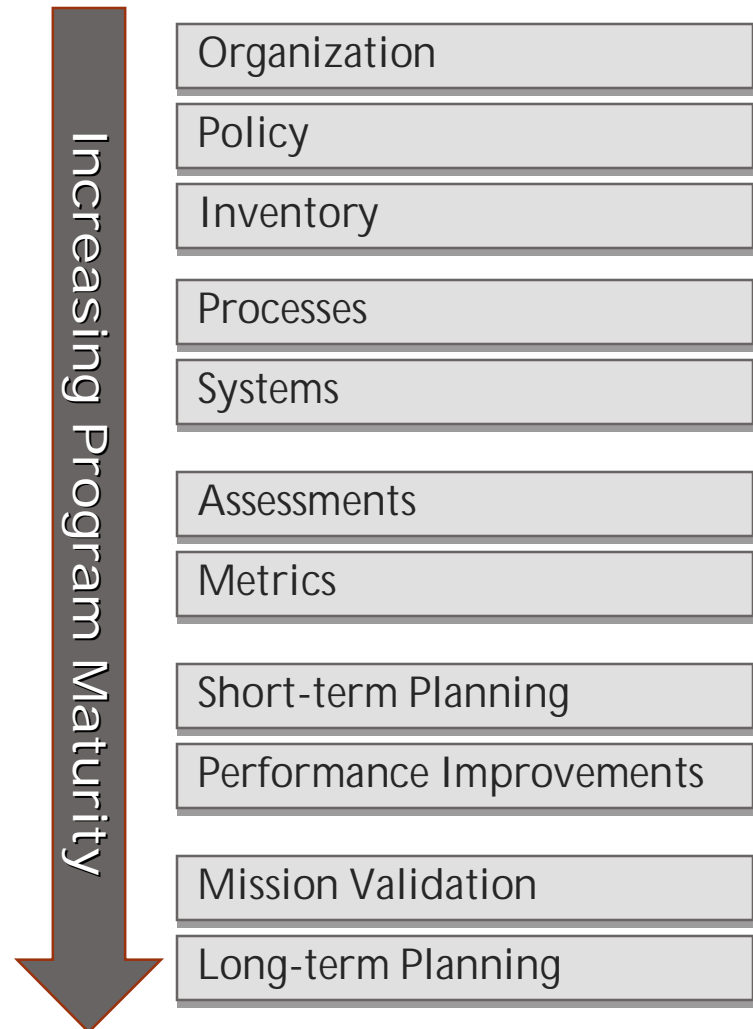 Increasing Program Maturity
Organization
Policy
Inventory
Processes
Systems
Assessments
Metrics
Short-term Planning
Performance Improvements
Mission Validation
Long-term Planning